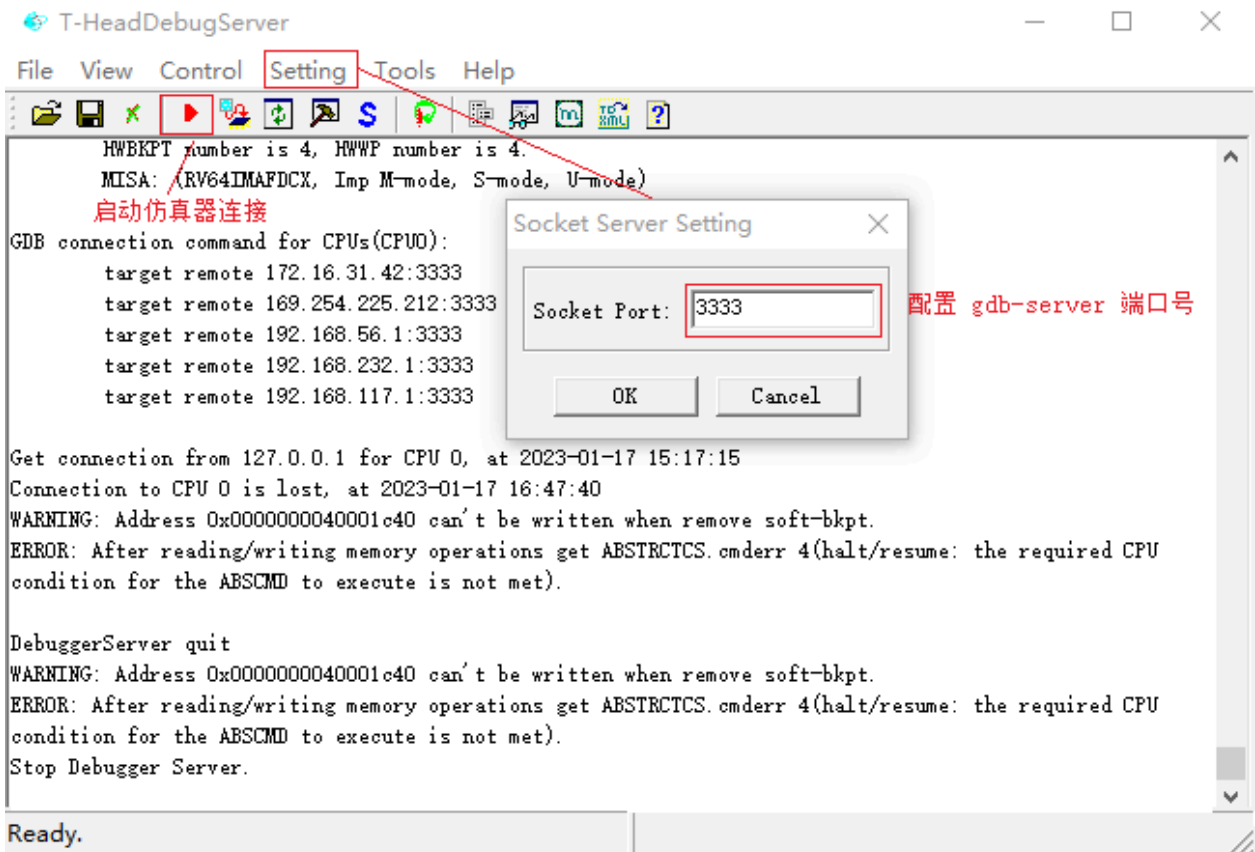 T-HeadDebugServer
File View Control Setting Tools Help
HWBKPT number is 4, HWWP number is 4.
MISA: (RV64IMAFDCX, Imp M-mode, S-mode, U-mode)
启动仿真器连接
GDB connection command for CPUs(CPU0):
target remote 172.16.31.42:3333
target remote 169.254.225.212:3333
target remote 192.168.56.1:3333
target remote 192.168.232.1:3333
target remote 192.168.117.1:3333
Socket Server Setting
Socket Port: 3333
配置 gdb-server 端口号
OK Cancel
Get connection from 127.0.0.1 for CPU 0, at 2023-01-17 15:17:15
Connection to CPU 0 is lost, at 2023-01-17 16:47:40
WARNING: Address 0x0000000040001c40 can't be written when remove soft-bkpt.
ERROR: After reading/writing memory operations get ABSTRCTCS.cmderr 4(halt/resume: the required CPU
condition for the ABSCMD to execute is not met).
DebuggerServer quit
WARNING: Address 0x0000000040001c40 can't be written when remove soft-bkpt.
ERROR: After reading/writing memory operations get ABSTRCTCS.cmderr 4(halt/resume: the required CPU
condition for the ABSCMD to execute is not met).
Stop Debugger Server.
Ready.